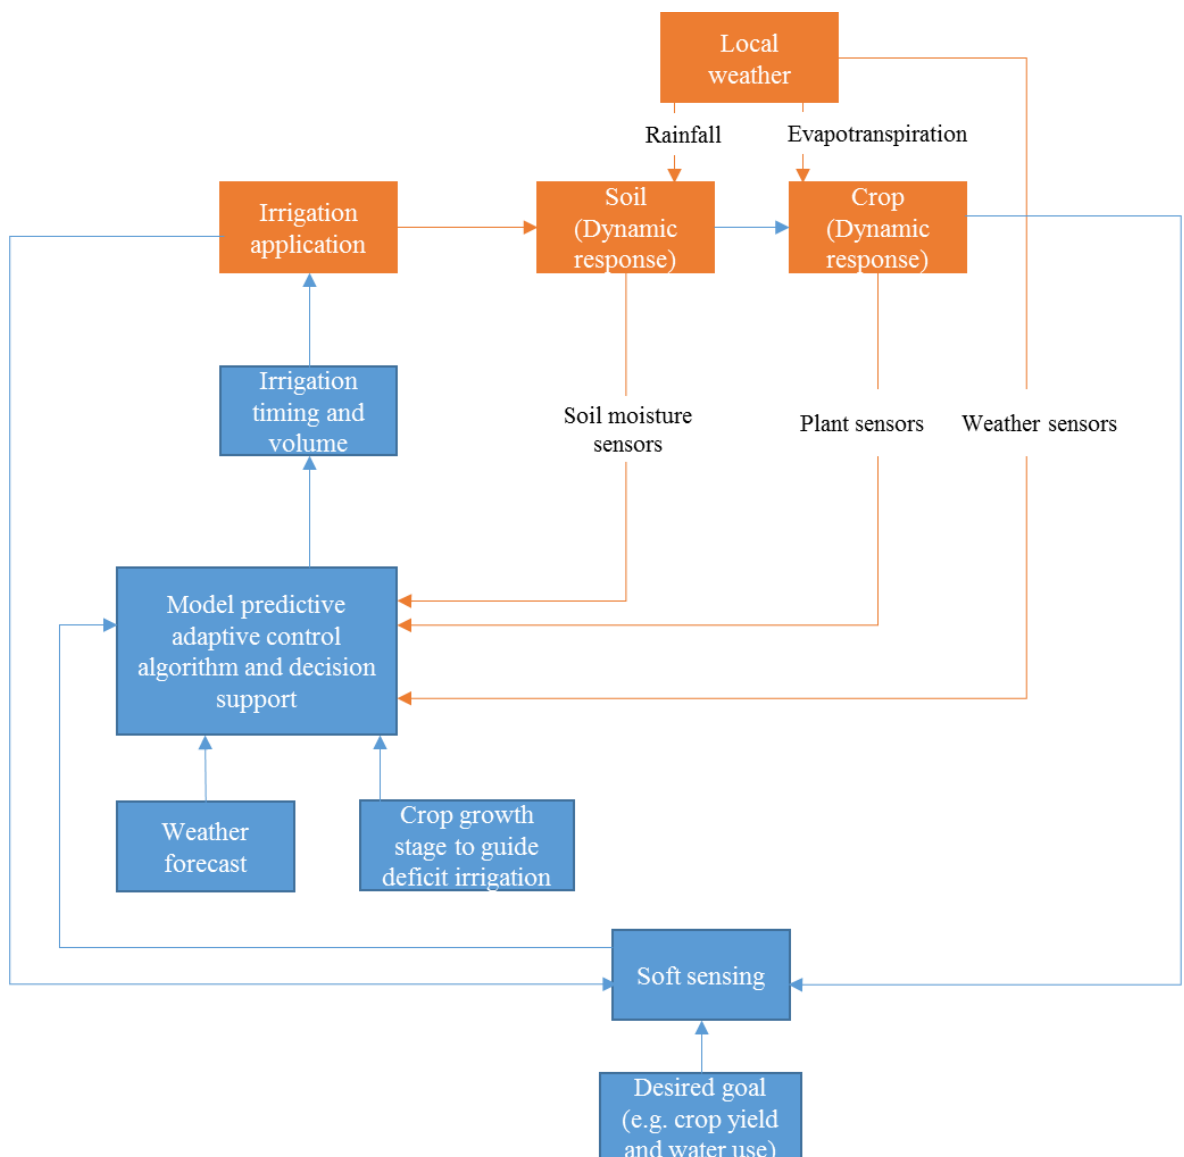 Local
weather
Rainfall
Evapotranspiration
Irrigation
application
Soil
(Dynamic
response)
Crop
(Dynamic
response)
Irrigation
timing and
volume
Soil moisture
sensors
Plant sensors
Weather sensors
Model predictive
adaptive control
algorithm and decision
support
Weather
forecast
Crop growth
stage to guide
deficit irrigation
Soft sensing
Desired goal
(e.g. crop yield
and water use)